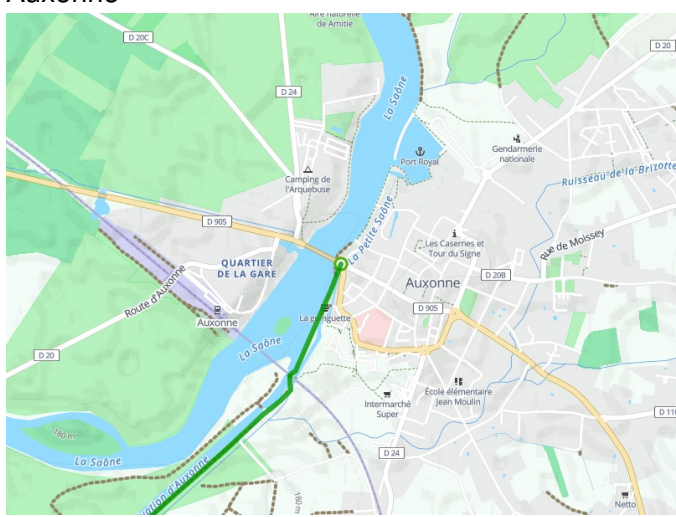 Auxonne
Aire naturelle
de Amitie
D 20C
D 20
D 24
La Saône
Gendarmerie
nationale
Port Royal
Camping de
l'Arquebuse
Ruisseau de la Brizotte
La Petite Saône
D 905
Les Casernes et
Tour du Signe
Rue de Moissey
QUARTIER
DE LA GARE
Auxonne
D 20B
Route d'Auxonne
La guinguette
D 905
Auxonne
La Saône
D 20
École élémentaire
Jean Moulin
Intermarché
Super
D 110
180 m
D 24
La Saône
vation d'Auxonne
180 m
Netto